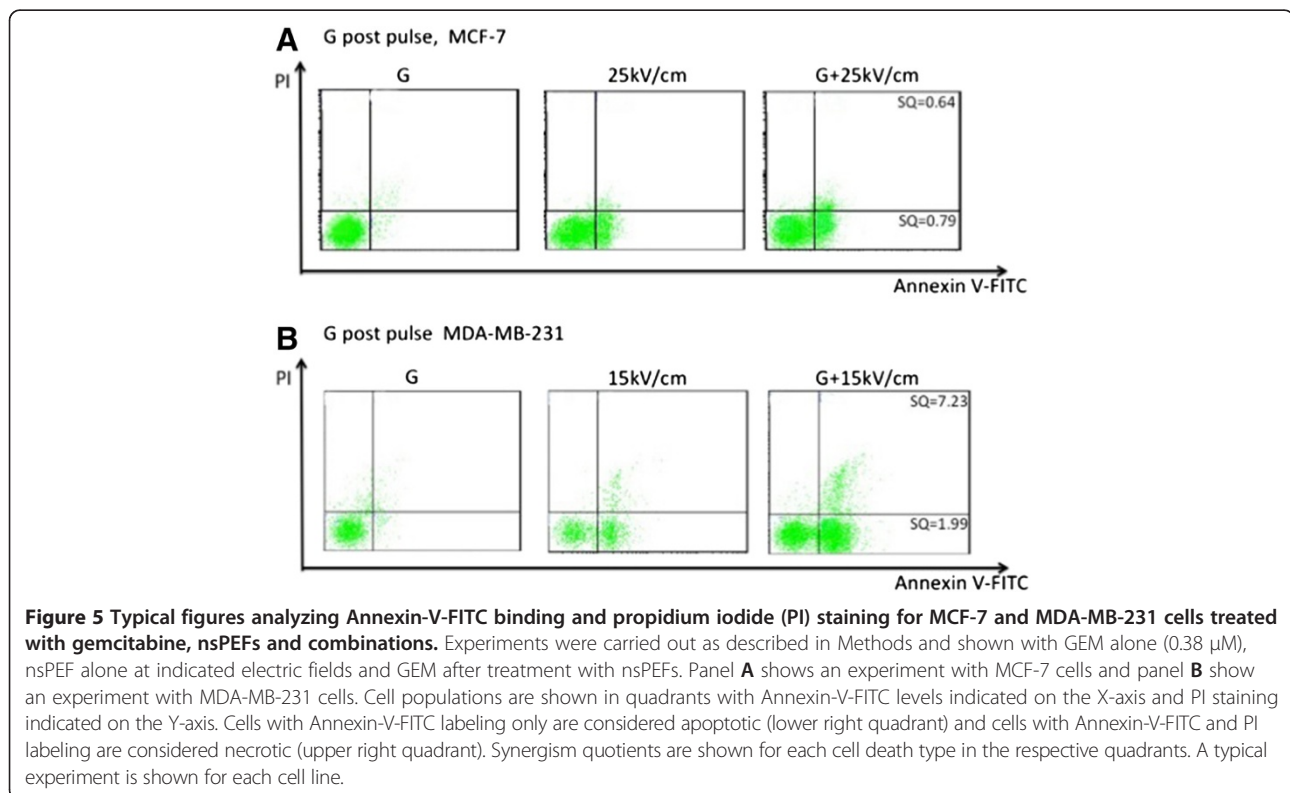 A G post pulse, MCF-7
PI
G 25kV/cm G+25kV/cm
SQ=0.64
SQ=0.79
Annexin V-FITC
B G post pulse MDA-MB-231
PI
G 15kV/cm G+15kV/cm
SQ=7.23
SQ=1.99
Annexin V-FITC
Figure 5 Typical figures analyzing Annexin-V-FITC binding and propidium iodide (PI) staining for MCF-7 and MDA-MB-231 cells treated
with gemcitabine, nsPEFs and combinations. Experiments were carried out as described in Methods and shown with GEM alone (0.38 μM),
nsPEF alone at indicated electric fields and GEM after treatment with nsPEFs. Panel A shows an experiment with MCF-7 cells and panel B show
an experiment with MDA-MB-231 cells. Cell populations are shown in quadrants with Annexin-V-FITC levels indicated on the X-axis and PI staining
indicated on the Y-axis. Cells with Annexin-V-FITC labeling only are considered apoptotic (lower right quadrant) and cells with Annexin-V-FITC and PI
labeling are considered necrotic (upper right quadrant). Synergism quotients are shown for each cell death type in the respective quadrants. A typical
experiment is shown for each cell line.